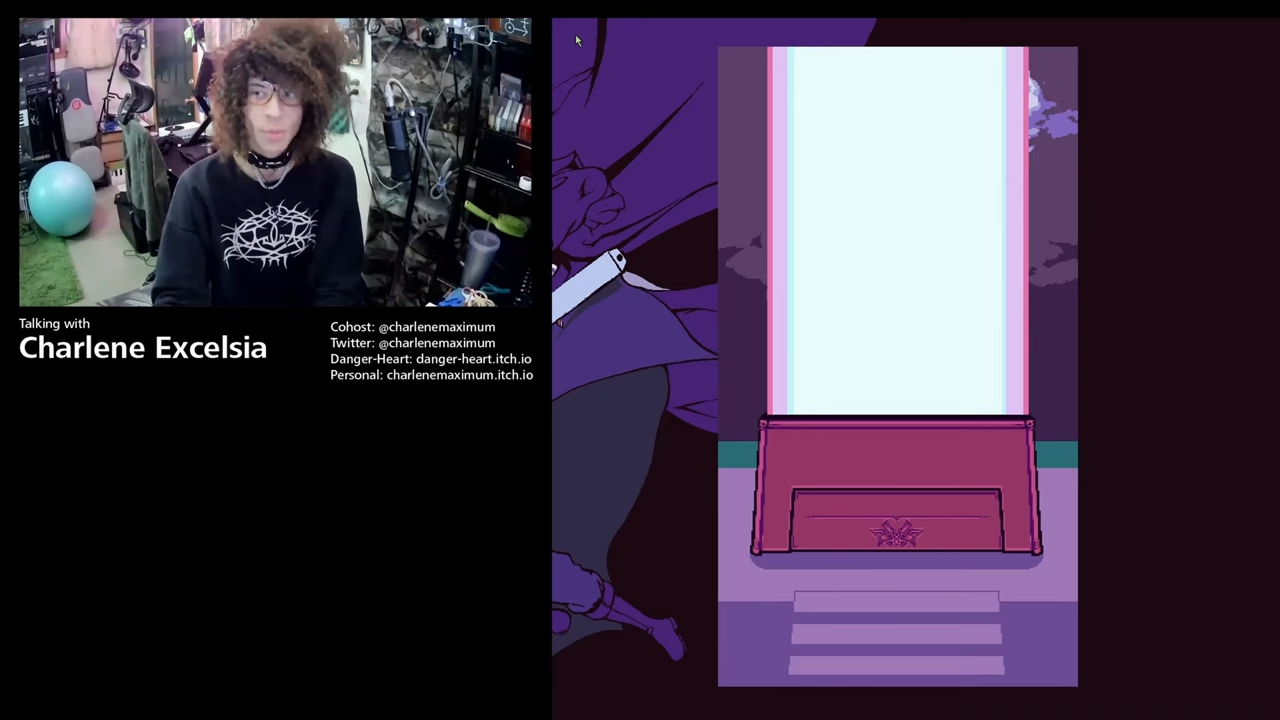 Talking with
Charlene Excelsia
Cohost: @charlenemaximum
Twitter: @charlenemaximum
Danger-Heart: danger-heart.itch.io
Personal: charlenemaximum.itch.io